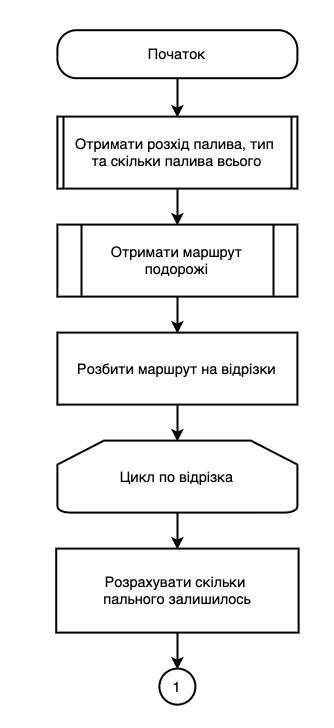 Початок
Отримати розхід палива, тип
та скільки палива всього
Отримати маршрут
подорожі
Розбити маршрут на відрізки
Цикл по відрізка
Розрахувати скільки
пального залишилось
1